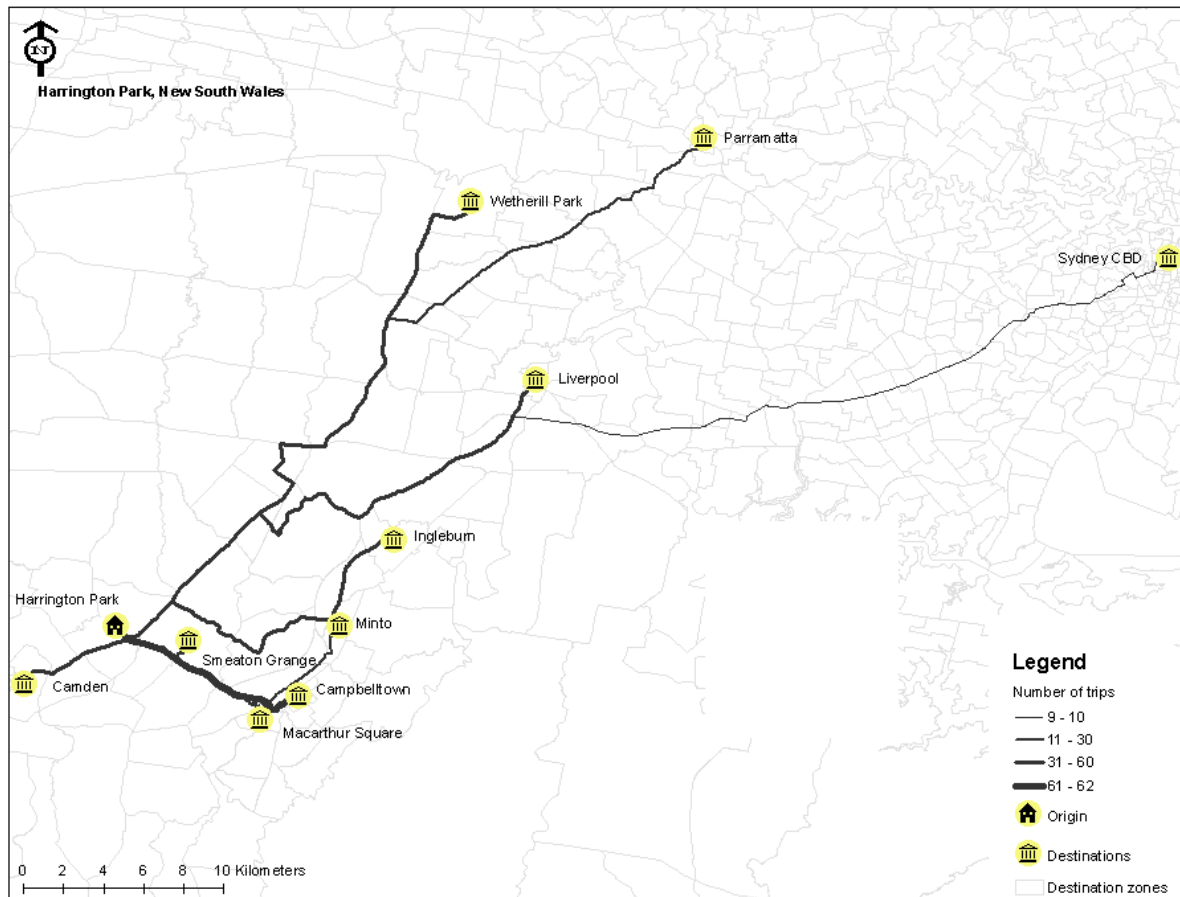 N
Harrington Park, New South Wales
Parramatta
Wetherill Park
Sydney CBD
Liverpool
Ingleburn
Harrington Park
Minto
Smeaton Grange
Camden
Campbelltown
Macarthur Square
Legend
Number of trips
9 - 10
11 - 30
31 - 60
61 - 62
Origin
Destinations
Destination zones
0 2 4 6 8 10 Kilometers